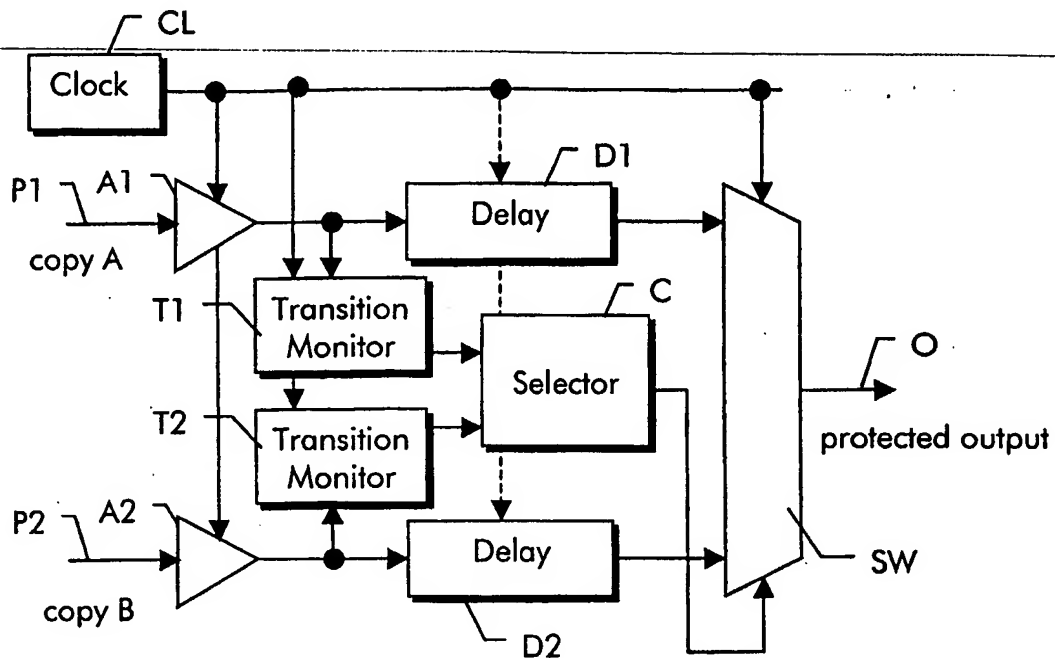 CL
Clock
D1
P1
A1
Delay
copy A
C
T1
Transition
Monitor
O
Selector
T2
Transition
Monitor
protected output
P2
A2
Delay
SW
copy B
D2